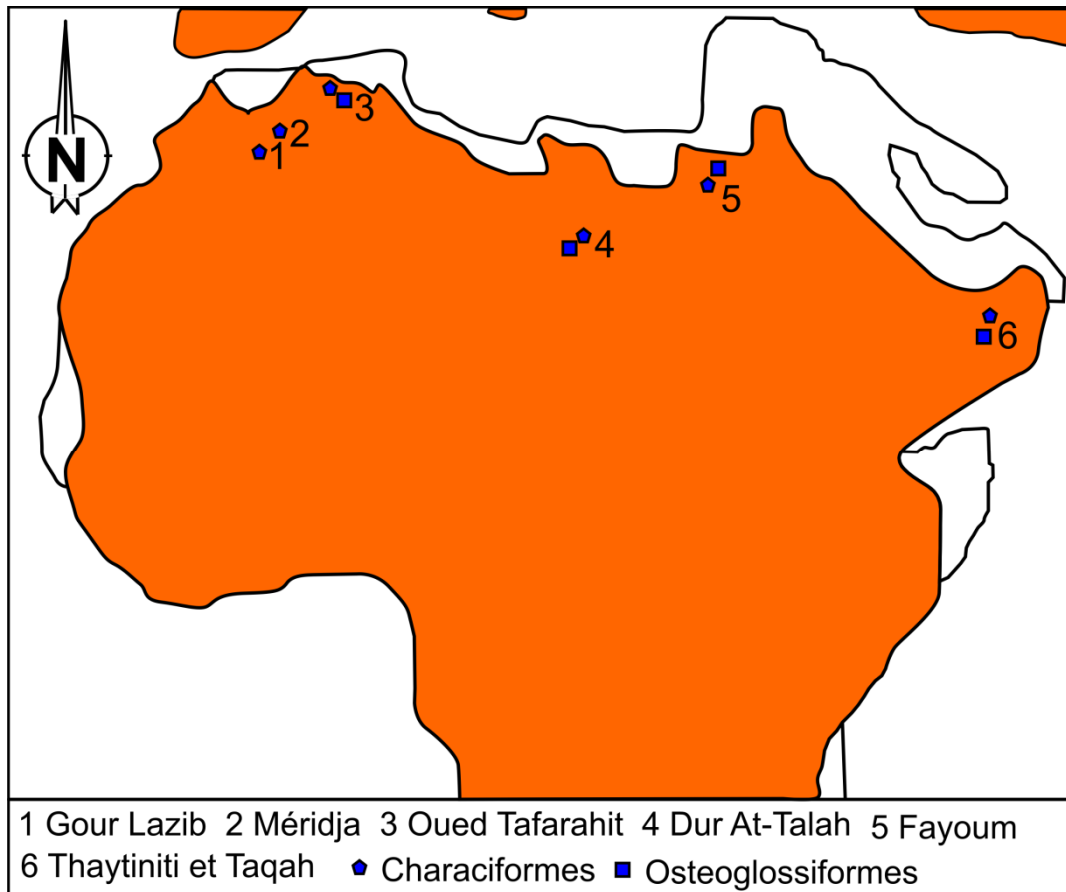 N
3
2
1
5
4
6
1 Gour Lazib 2 Méridja 3 Oued Tafarahit 4 Dur At-Talah 5 Fayoum
6 Thaytiniti et Taqah Characiformes Osteoglossiformes